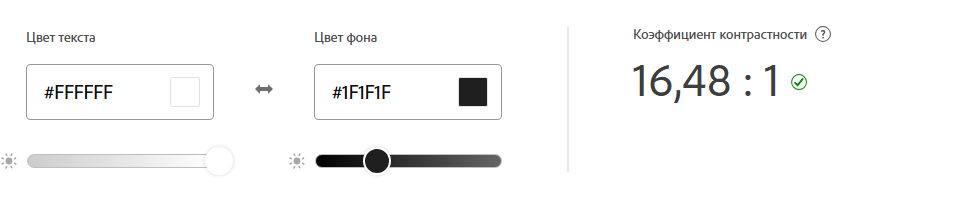 Цвет текста
Цвет фона
Коэффициент контрастности ?
#FFFFFF
#1F1F1F
16,48 : 1